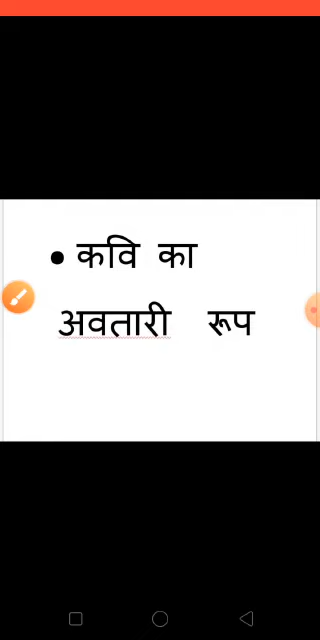 • कवि का
अवतारी रूप